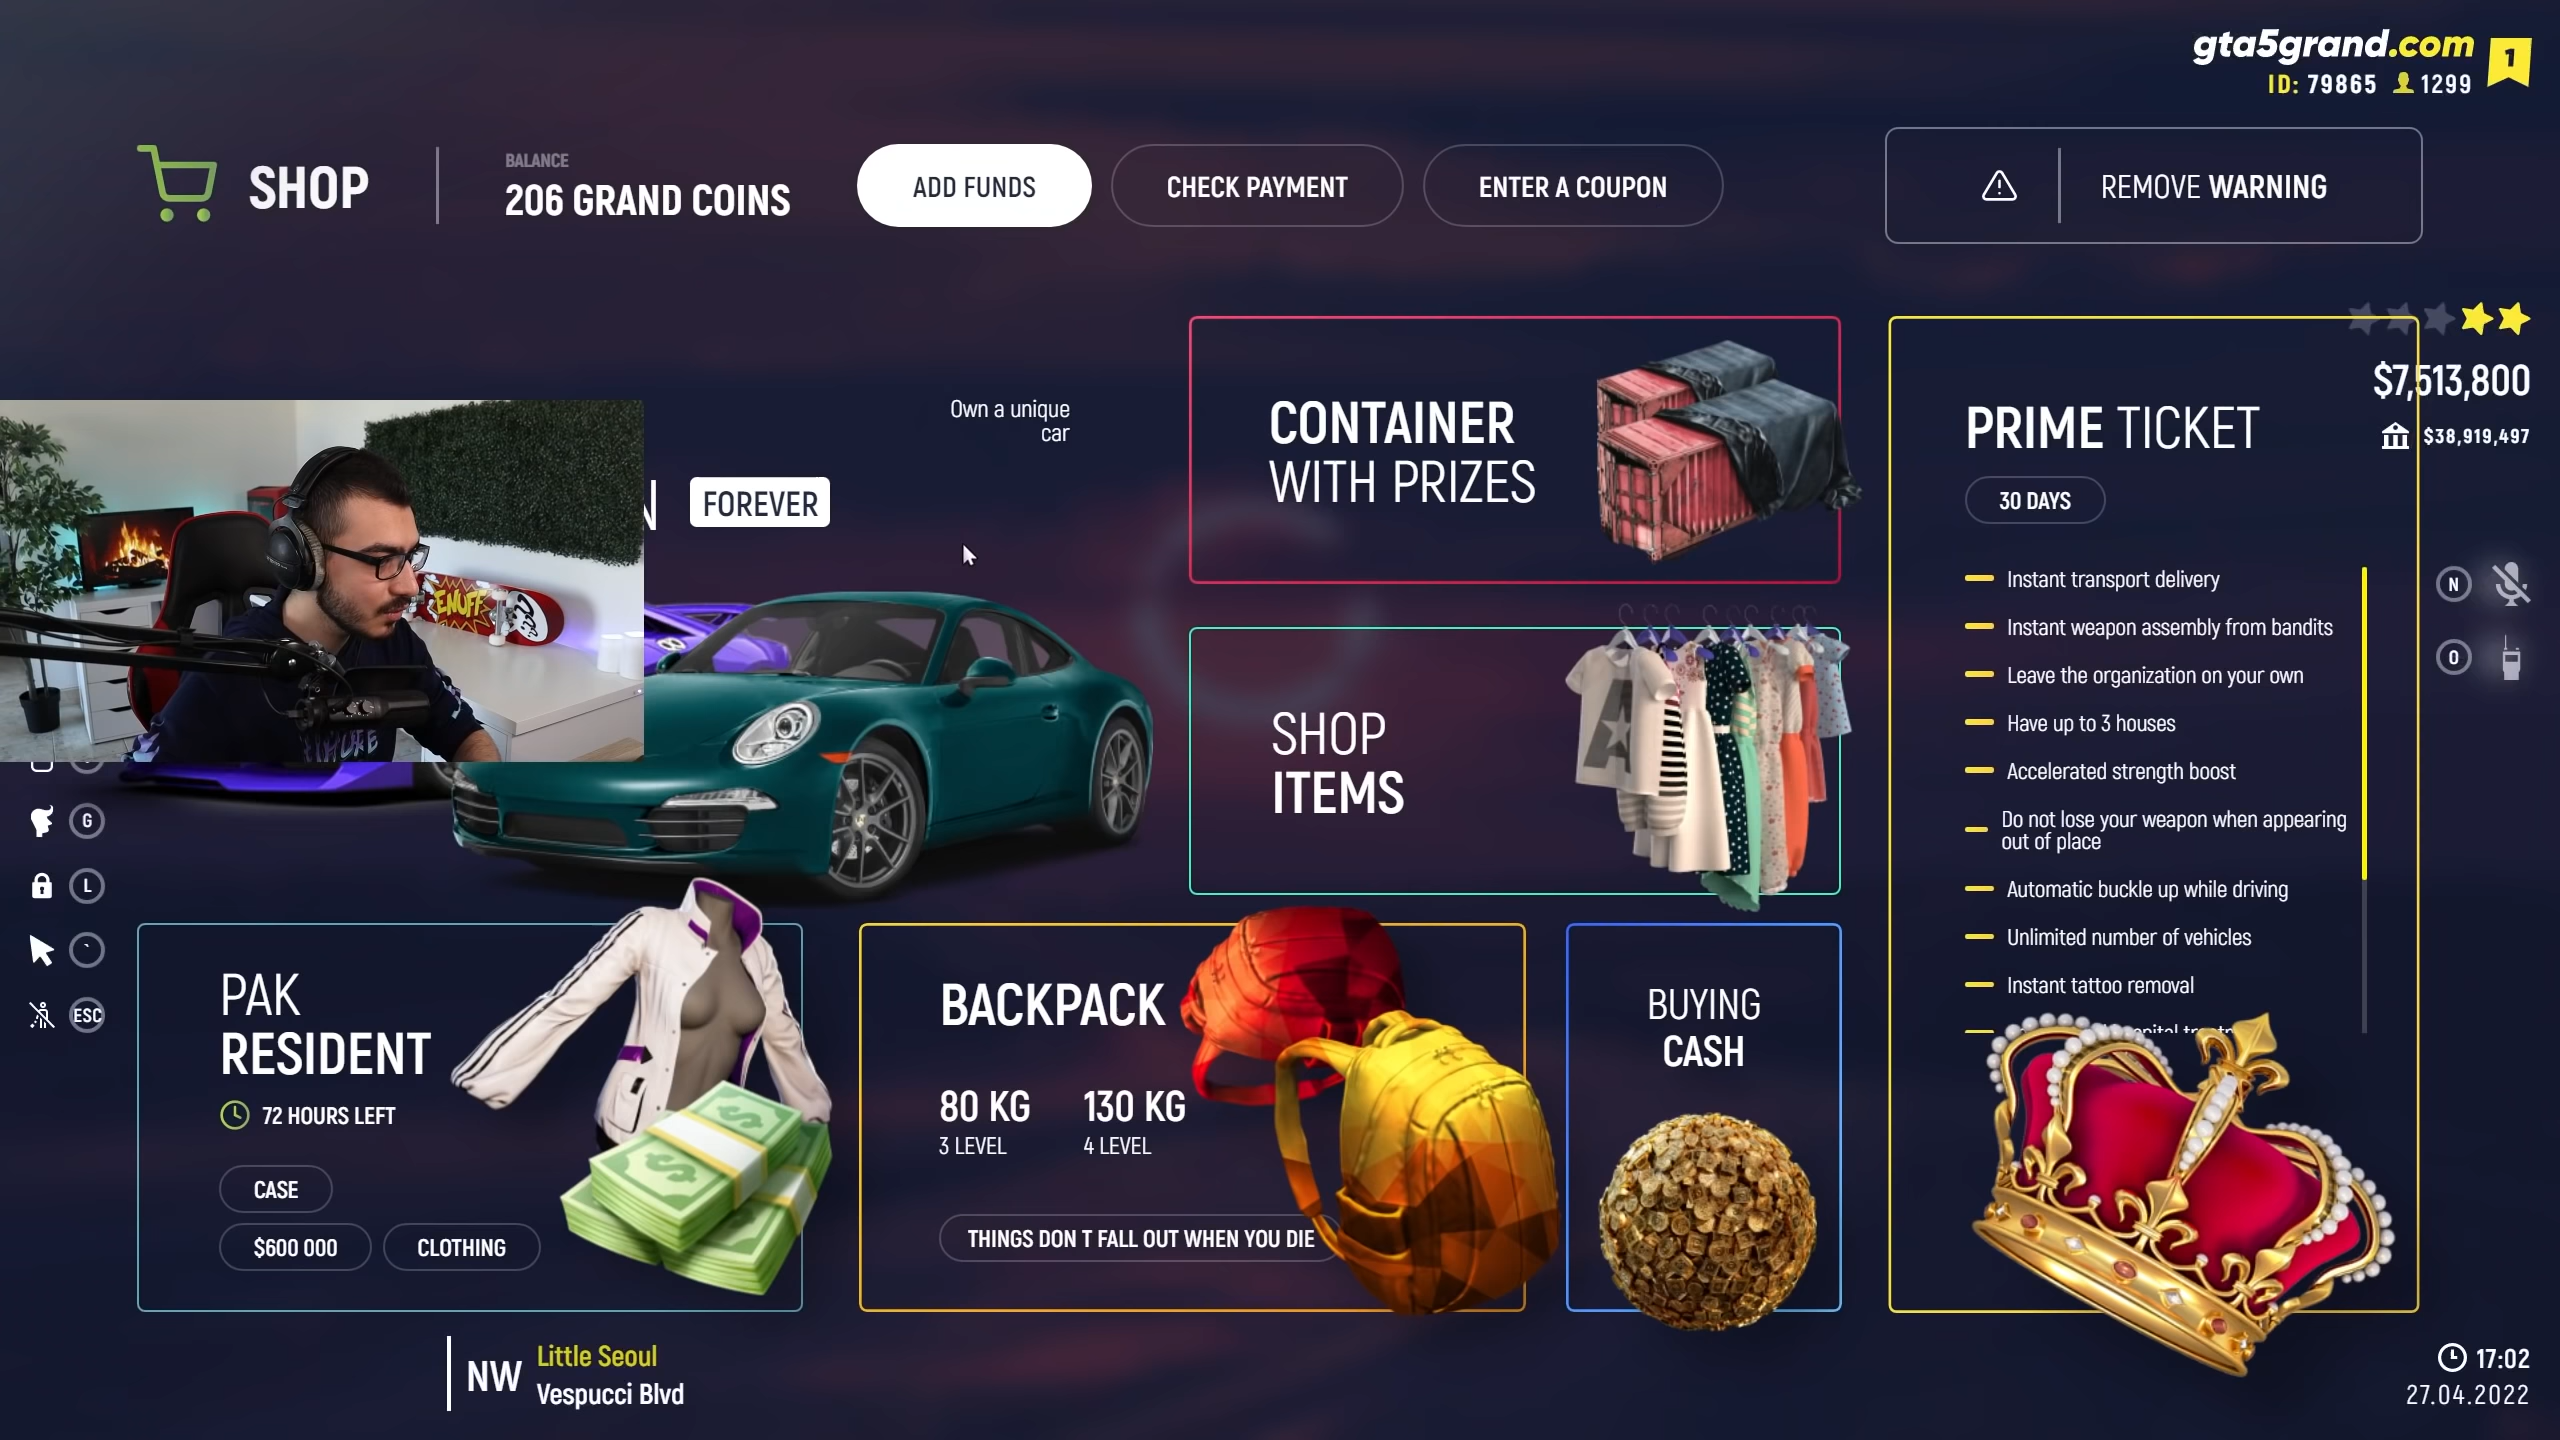 gta5grand.com
1
ID: 79865 1299
SHOP
BALANCE
206 GRAND COINS
ADD FUNDS
CHECK PAYMENT
ENTER A COUPON
REMOVE WARNING
Own a unique
car
FOREVER
CONTAINER
WITH PRIZES
SHOP
ITEMS
PRIME TICKET
30 DAYS
Instant transport delivery
Instant weapon assembly from bandits
Leave the organization on your own
Have up to 3 houses
Accelerated strength boost
Do not lose your weapon when appearing
out of place
Automatic buckle up while driving
Unlimited number of vehicles
Instant tattoo removal
$7,513,800
$38,919,497
N
O
ENUFF
G
L
`
ESC
PAK
RESIDENT
72 HOURS LEFT
CASE
$600 000
CLOTHING
BACKPACK
80 KG
3 LEVEL
130 KG
4 LEVEL
THINGS DON T FALL OUT WHEN YOU DIE
BUYING
CASH
NW
Little Seoul
Vespucci Blvd
17:02
27.04.2022